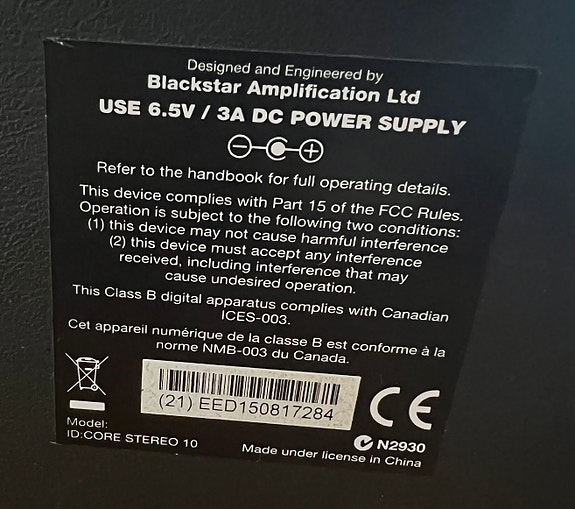 Designed and Engineered by
Blackstar Amplification Ltd
USE 6.5V / 3A DC POWER SUPPLY
Refer to the handbook for full operating details.
This device complies with Part 15 of the FCC Rules.
Operation is subject to the following two conditions:
(1) this device may not cause harmful interference
(2) this device must accept any interference
received, including interference that may
cause undesired operation.
This Class B digital apparatus complies with Canadian
ICES-003.
Cet appareil numérique de la classe B est conforme à la
norme NMB-003 du Canada.
(21) EED150817284
CE
N2930
Model:
ID:CORE STEREO 10
Made under license in China